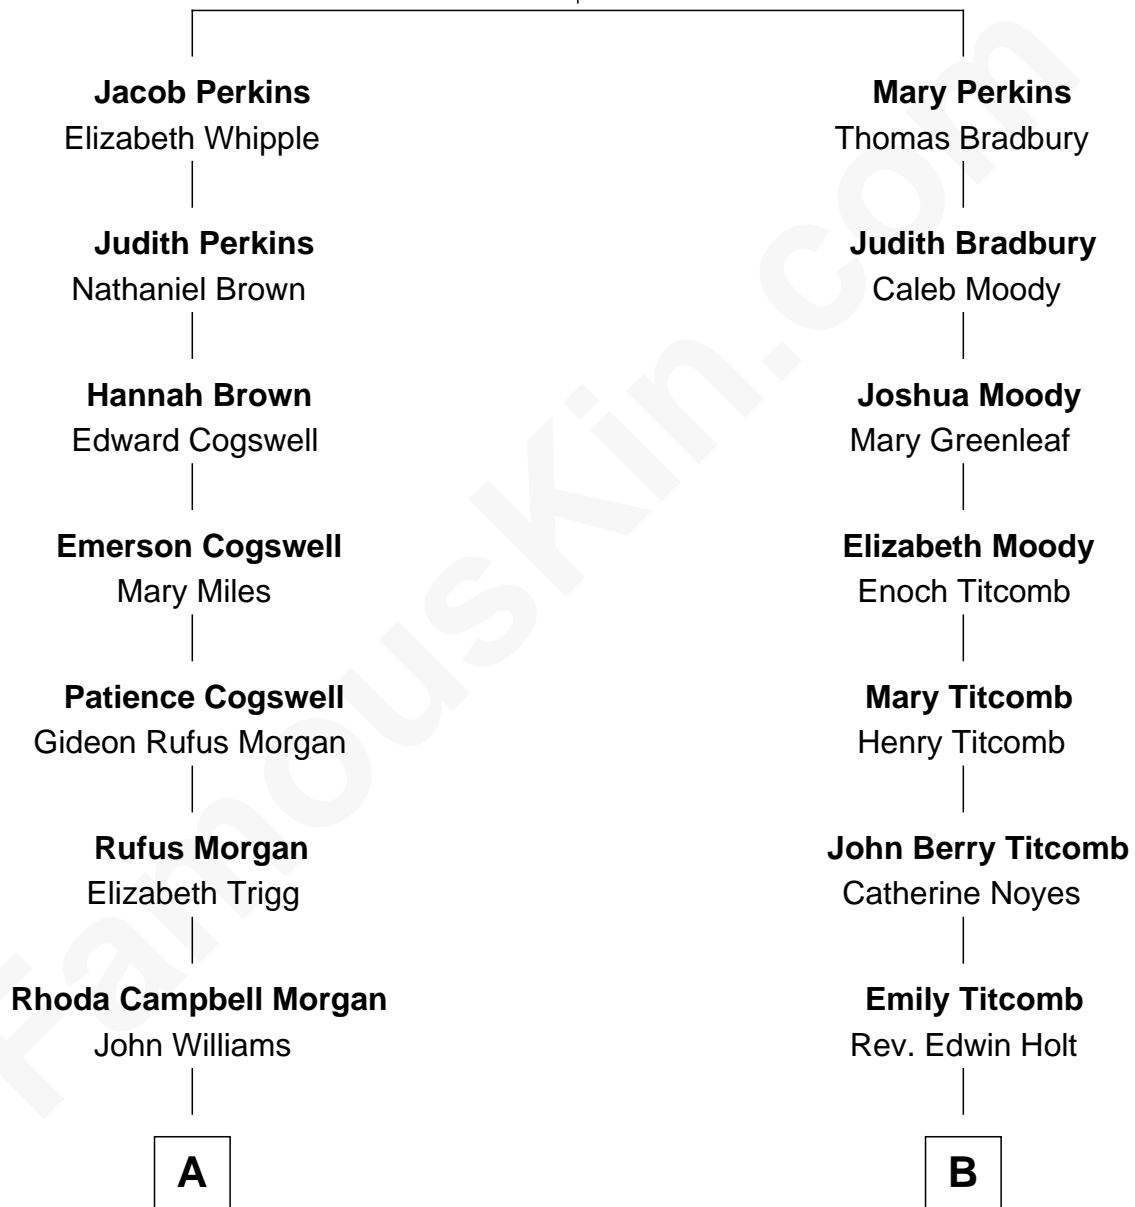 Jacob Perkins
Elizabeth Whipple
Judith Perkins
Nathaniel Brown
Hannah Brown
Edward Cogswell
Emerson Cogswell
Mary Miles
Patience Cogswell
Gideon Rufus Morgan
Rufus Morgan
Elizabeth Trigg
Rhoda Campbell Morgan
John Williams
A
Mary Perkins
Thomas Bradbury
Judith Bradbury
Caleb Moody
Joshua Moody
Mary Greenleaf
Elizabeth Moody
Enoch Titcomb
Mary Titcomb
Henry Titcomb
John Berry Titcomb
Catherine Noyes
Emily Titcomb
Rev. Edwin Holt
B
FamousKin.com